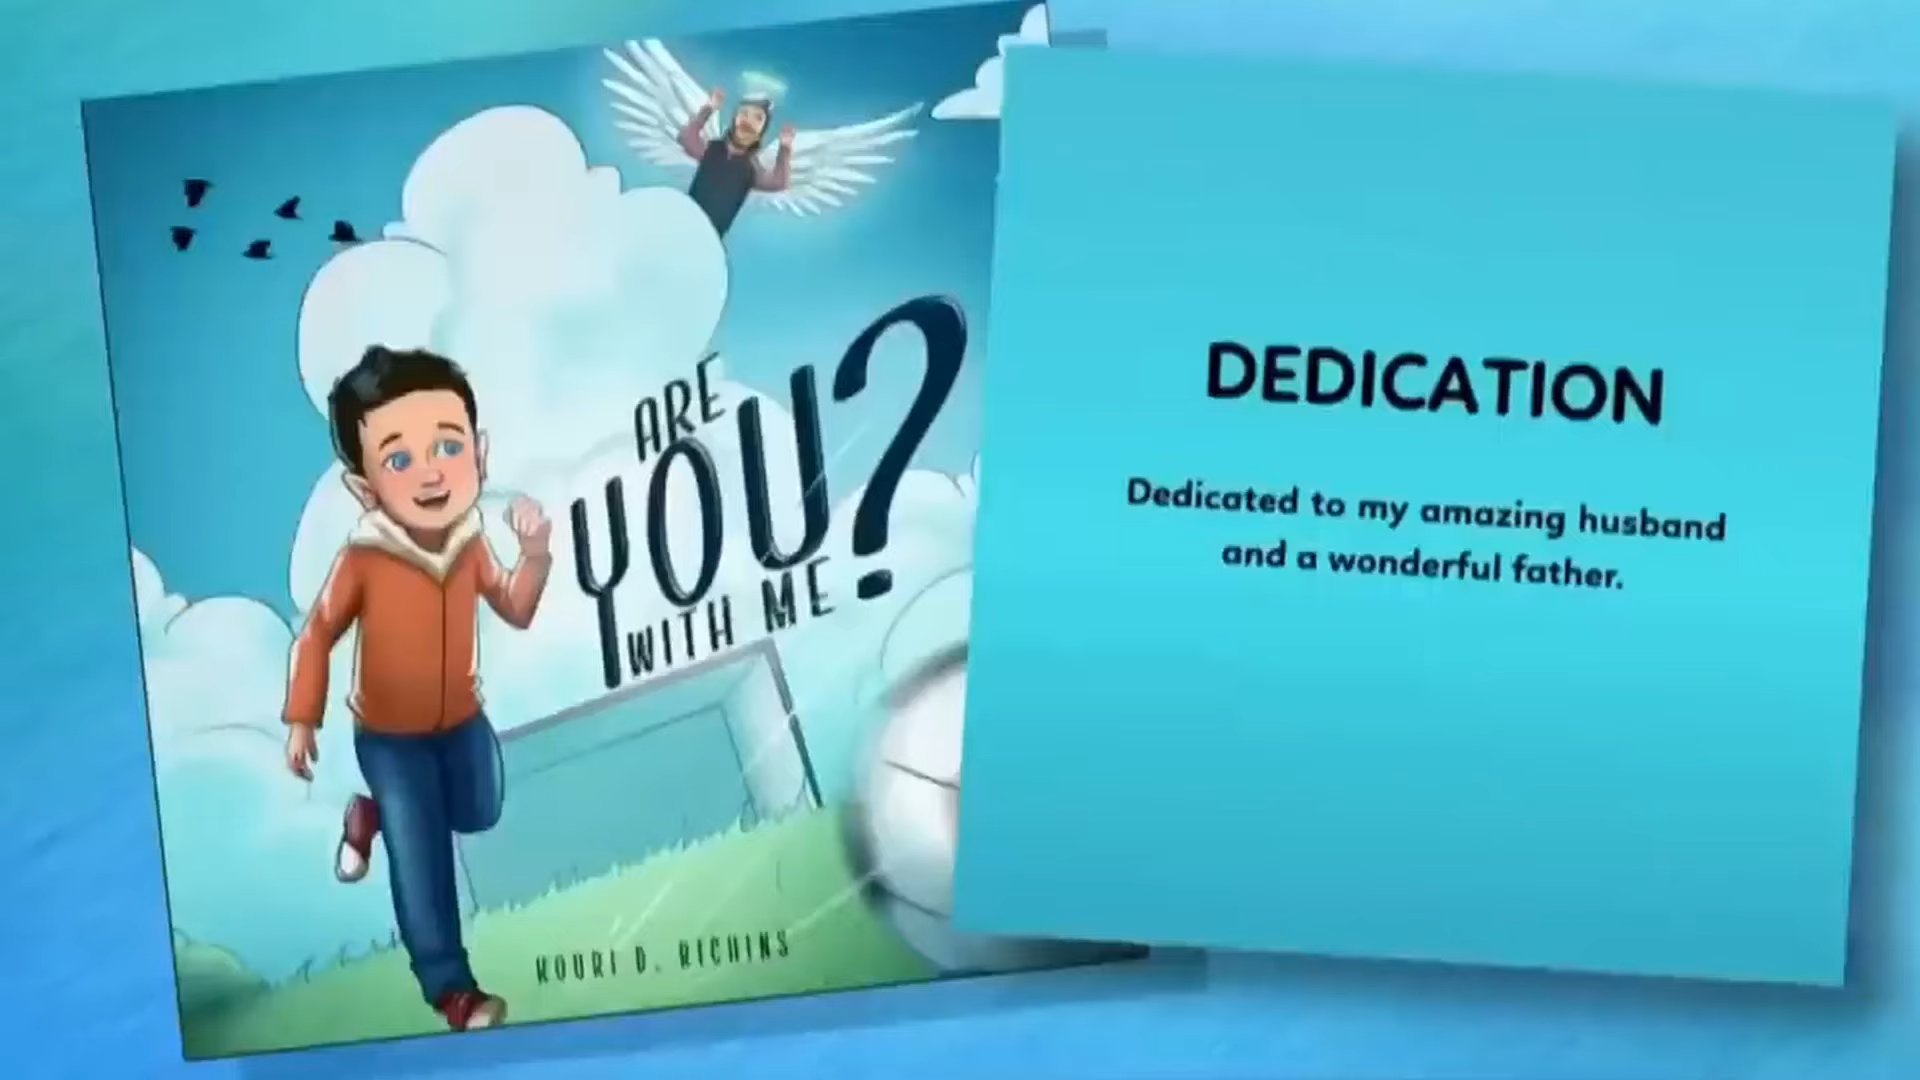 ARE
YOU?
WITH ME
KOURI D. RICHINS
DEDICATION
Dedicated to my amazing husband
and a wonderful father.